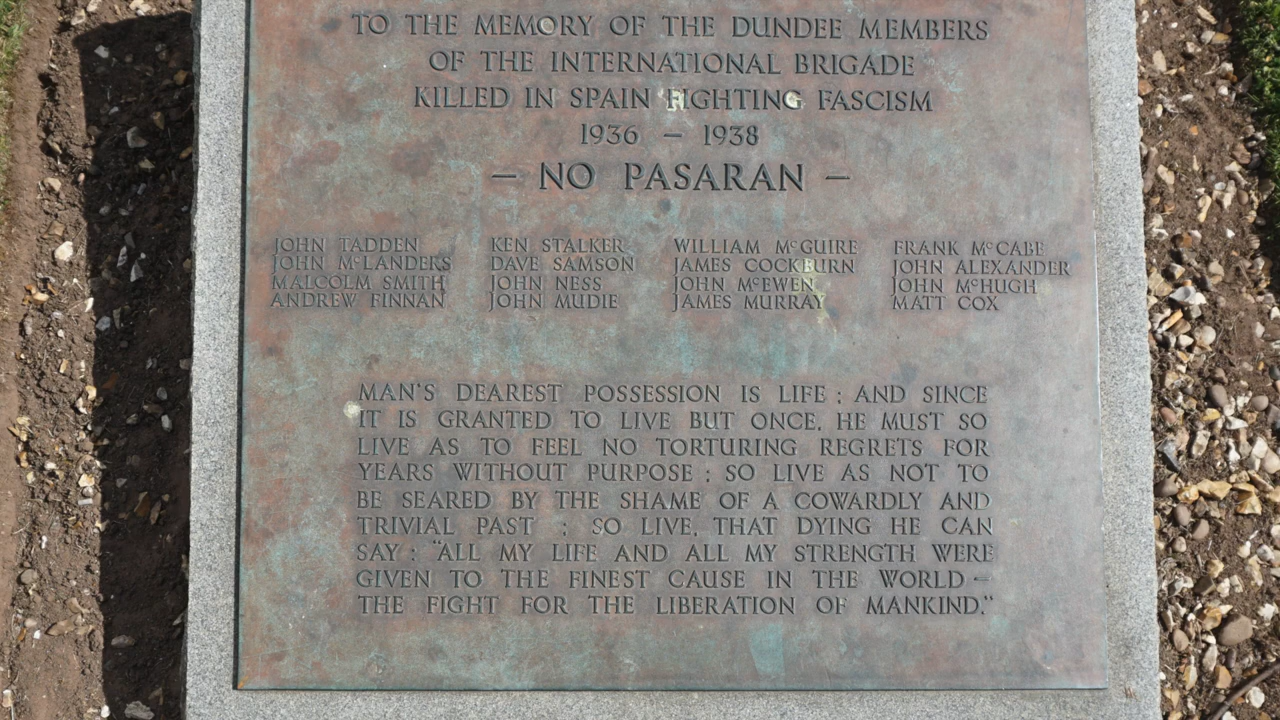 TO THE MEMORY OF THE DUNDEE MEMBERS
OF THE INTERNATIONAL BRIGADE
KILLED IN SPAIN FIGHTING FASCISM
1936 — 1938
— NO PASARAN —
JOHN TADDEN KEN STALKER WILLIAM McGUIRE FRANK McCABE
JOHN McLANDERS DAVE SAMSON JAMES COCKBURN JOHN ALEXANDER
MALCOLM SMITH JOHN NESS JOHN McEWEN JOHN McHUGH
ANDREW FINNAN JOHN MUDIE JAMES MURRAY MATT COX
MAN'S DEAREST POSSESSION IS LIFE ; AND SINCE
IT IS GRANTED TO LIVE BUT ONCE, HE MUST SO
LIVE AS TO FEEL NO TORTURING REGRETS FOR
YEARS WITHOUT PURPOSE ; SO LIVE AS NOT TO
BE SEARED BY THE SHAME OF A COWARDLY AND
TRIVIAL PAST ; SO LIVE, THAT DYING HE CAN
SAY : "ALL MY LIFE AND ALL MY STRENGTH WERE
GIVEN TO THE FINEST CAUSE IN THE WORLD —
THE FIGHT FOR THE LIBERATION OF MANKIND."